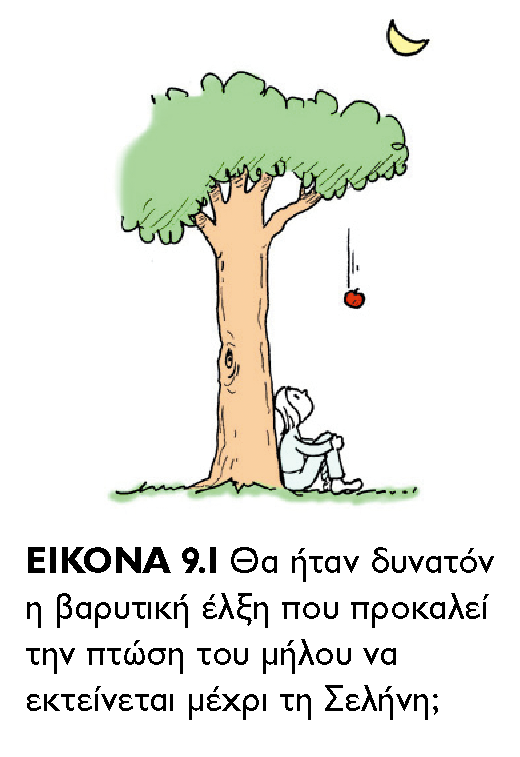 ΕΙΚΟΝΑ 9.1 Θα ήταν δυνατόν
η βαρυτική έλξη που προκαλεί
την πτώση του μήλου να
εκτείνεται μέχρι τη Σελήνη;